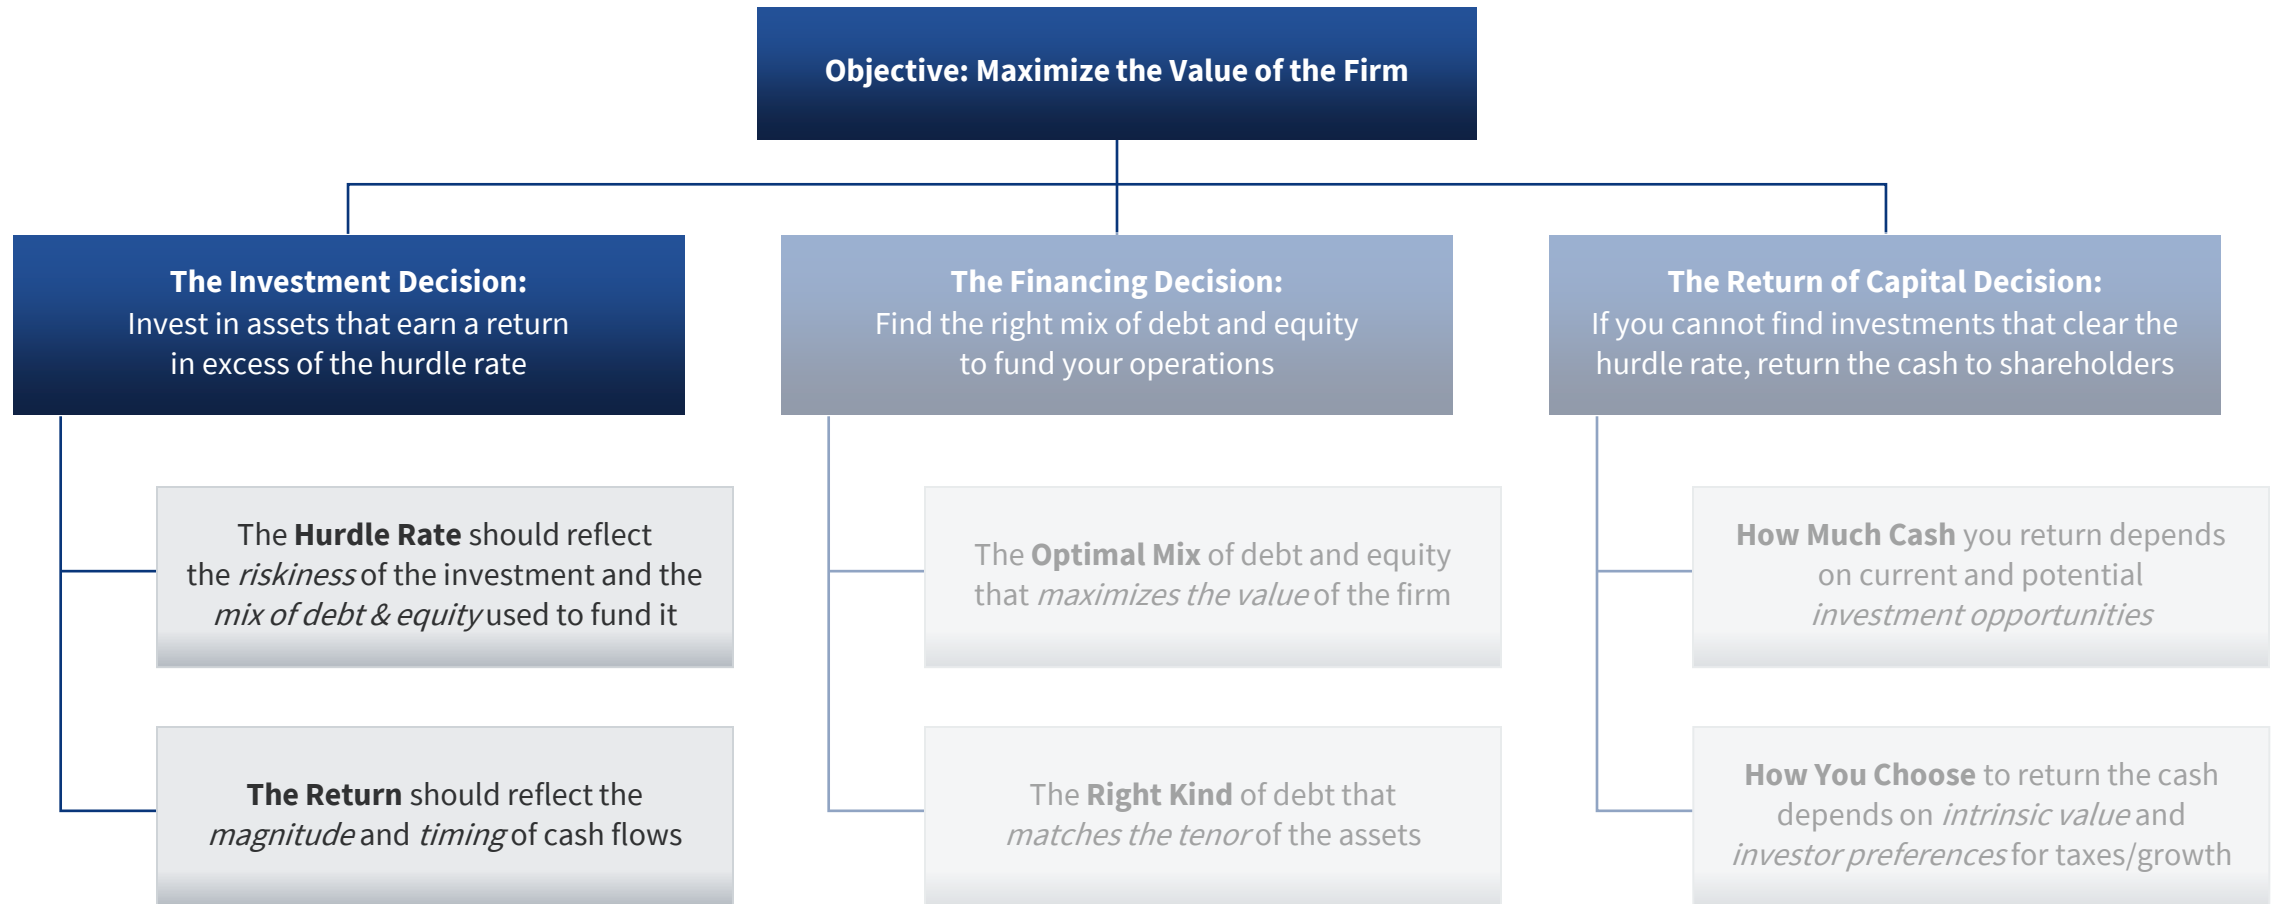 Objective: Maximize the Value of the Firm
The Investment Decision:
Invest in assets that earn a return
in excess of the hurdle rate
The Hurdle Rate should reflect
the riskiness of the investment and the
mix of debt & equity used to fund it
The Return should reflect the
magnitude and timing of cash flows
The Financing Decision:
Find the right mix of debt and equity
to fund your operations
The Optimal Mix of debt and equity
that maximizes the value of the firm
The Right Kind of debt that
matches the tenor of the assets
The Return of Capital Decision:
If you cannot find investments that clear the
hurdle rate, return the cash to shareholders
How Much Cash you return depends
on current and potential
investment opportunities
How You Choose to return the cash
depends on intrinsic value and
investor preferences for taxes/growth